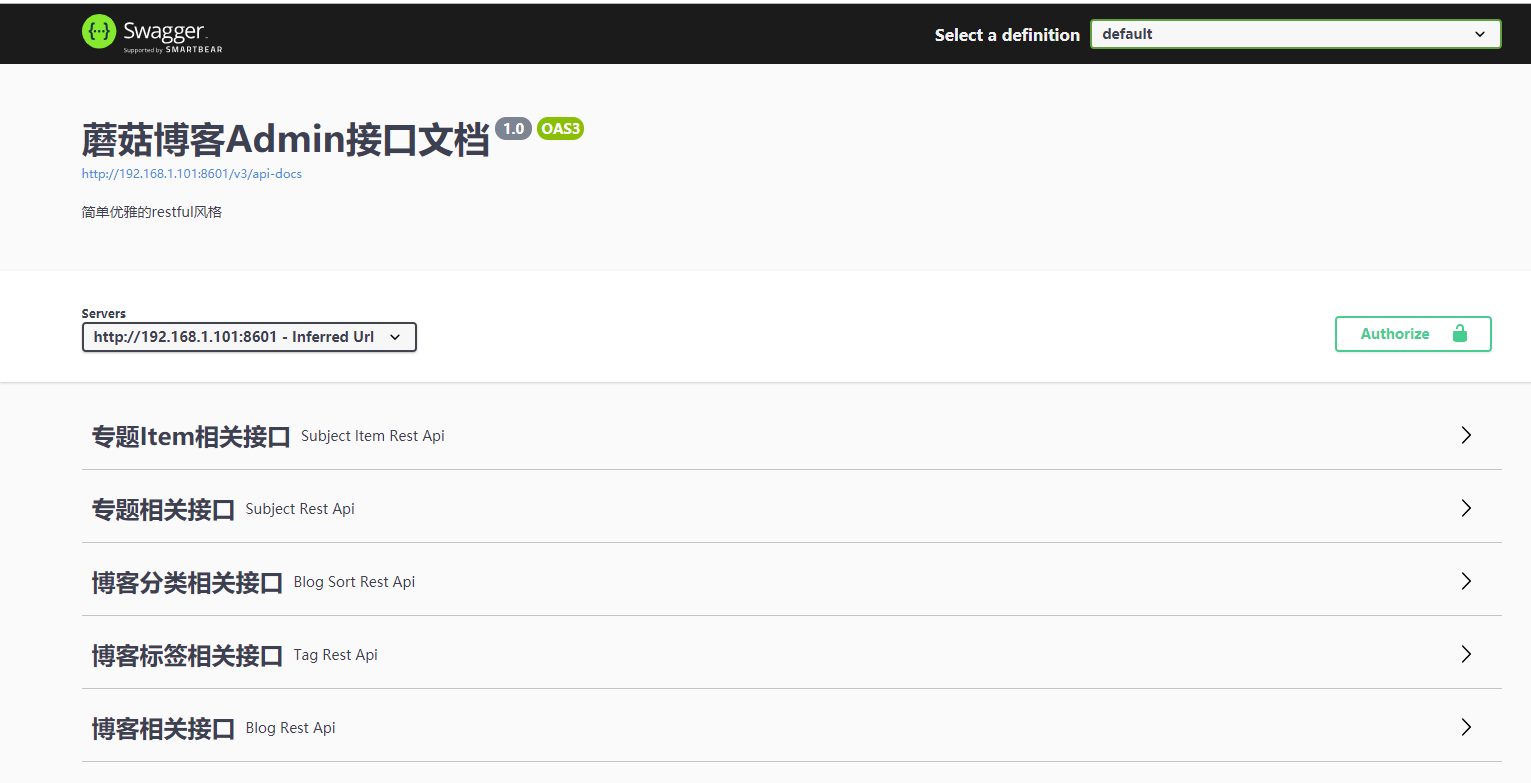 Swagger
Supported by SMARTBEAR
Select a definition
default
蘑菇博客Admin接口文档 1.0 OAS3
http://192.168.1.101:8601/v3/api-docs
简单优雅的restful风格
Servers
http://192.168.1.101:8601 - Inferred Url
Authorize
专题Item相关接口 Subject Item Rest Api
专题相关接口 Subject Rest Api
博客分类相关接口 Blog Sort Rest Api
博客标签相关接口 Tag Rest Api
博客相关接口 Blog Rest Api